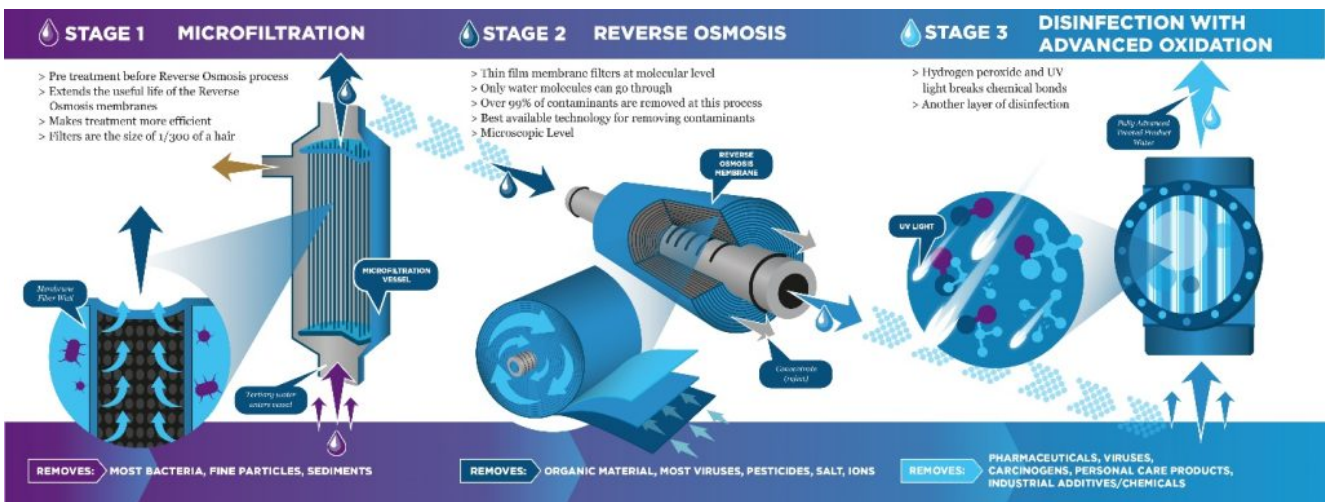 STAGE 1 MICROFILTRATION
> Pre treatment before Reverse Osmosis process
> Extends the useful life of the Reverse
Osmosis membranes
> Makes treatment more efficient
> Filters are the size of 1/300 of a hair
Membrane
Fiber Wall
MICROFILTRATION
VESSEL
Tertiary water
enters vessel
REMOVES: MOST BACTERIA, FINE PARTICLES, SEDIMENTS
STAGE 2 REVERSE OSMOSIS
> Thin film membrane filters at molecular level
> Only water molecules can go through
> Over 99% of contaminants are removed at this process
> Best available technology for removing contaminants
> Microscopic Level
REVERSE
OSMOSIS
MEMBRANE
Concentrate
(reject)
REMOVES: ORGANIC MATERIAL, MOST VIRUSES, PESTICIDES, SALT, IONS
STAGE 3 DISINFECTION WITH
ADVANCED OXIDATION
> Hydrogen peroxide and UV
light breaks chemical bonds
> Another layer of disinfection
Fully Advanced
Treated Product
Water
UV LIGHT
REMOVES: PHARMACEUTICALS, VIRUSES,
CARCINOGENS, PERSONAL CARE PRODUCTS,
INDUSTRIAL ADDITIVES/CHEMICALS